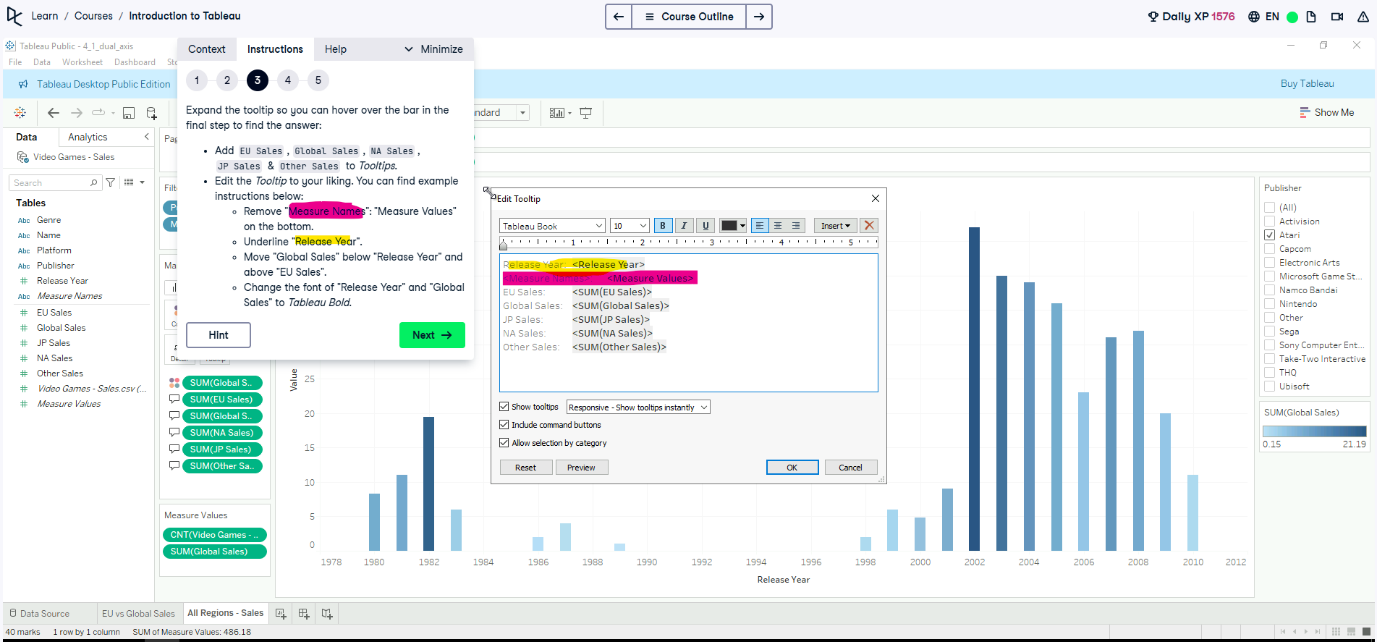 Learn / Courses / Introduction to Tableau
Course Outline
Daily XP 1576
EN
Tableau Public - 4_1_dual_axis
File Data Worksheet Dashboard
Tableau Desktop Public Edition
Buy Tableau
Context Instructions Help Minimize
1 2 3 4 5
Expand the tooltip so you can hover over the bar in the
final step to find the answer:
Add EU Sales, Global Sales, NA Sales,
JP Sales & Other Sales to Tooltips.
Edit the Tooltip to your liking. You can find example
instructions below:
Remove "Measure Names": "Measure Values"
on the bottom.
Underline "Release Year".
Move "Global Sales" below "Release Year" and
above "EU Sales".
Change the font of "Release Year" and "Global
Sales" to Tableau Bold.
Hint
Next
ndard
Show Me
Data Analytics
Video Games - Sales
Search
Tables
Abc Genre
Abc Name
Abc Platform
Abc Publisher
# Release Year
Abc Measure Names
# EU Sales
# Global Sales
# JP Sales
# NA Sales
# Other Sales
# Video Games - Sales.csv (...
# Measure Values
SUM(Global S..
SUM(EU Sales)
SUM(Global S..
SUM(NA Sales)
SUM(JP Sales)
SUM(Other Sa..
Measure Values
CNT(Video Games - ..
SUM(Global Sales)
Edit Tooltip
Tableau Book 10 B I U Insert
1 2 3 4 5
Release Year: <Release Year>
<Measure Names>: <Measure Values>
EU Sales: <SUM(EU Sales)>
Global Sales: <SUM(Global Sales)>
JP Sales: <SUM(JP Sales)>
NA Sales: <SUM(NA Sales)>
Other Sales: <SUM(Other Sales)>
Show tooltips Responsive - Show tooltips instantly
Include command buttons
Allow selection by category
Reset Preview OK Cancel
Value
25
20
15
10
5
0
1978 1980 1982 1984 1986 1988 1990 1992 1994 1996 1998 2000 2002 2004 2006 2008 2010 2012
Release Year
Publisher
(All)
Activision
Atari
Capcom
Electronic Arts
Microsoft Game St...
Namco Bandai
Nintendo
Other
Sega
Sony Computer Ent...
Take-Two Interactive
THQ
Ubisoft
SUM(Global Sales)
0.15 21.19
Data Source EU vs Global Sales All Regions - Sales
40 marks 1 row by 1 column SUM of Measure Values: 486.18